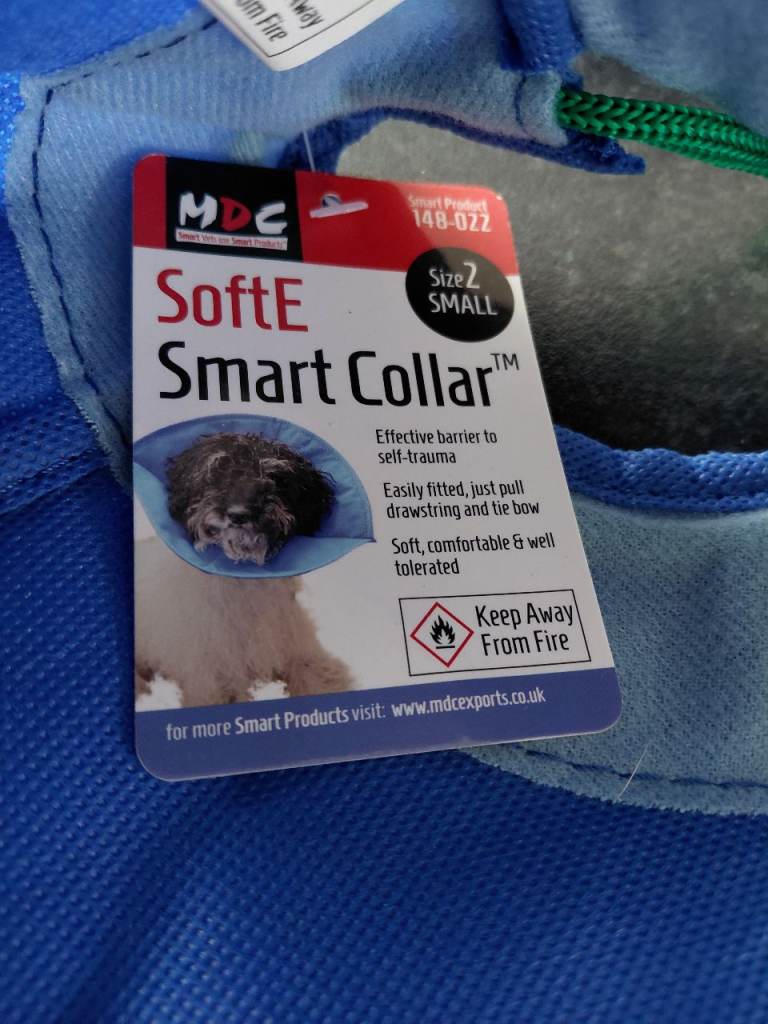 Away
om Fire
MDC
Smart Vets use Smart Products™
Smart Product
148-022
Size 2
SMALL
SoftE
Smart Collar™
Effective barrier to
self-trauma
Easily fitted, just pull
drawstring and tie bow
Soft, comfortable & well
tolerated
Keep Away
From Fire
for more Smart Products visit: www.mdcexports.co.uk